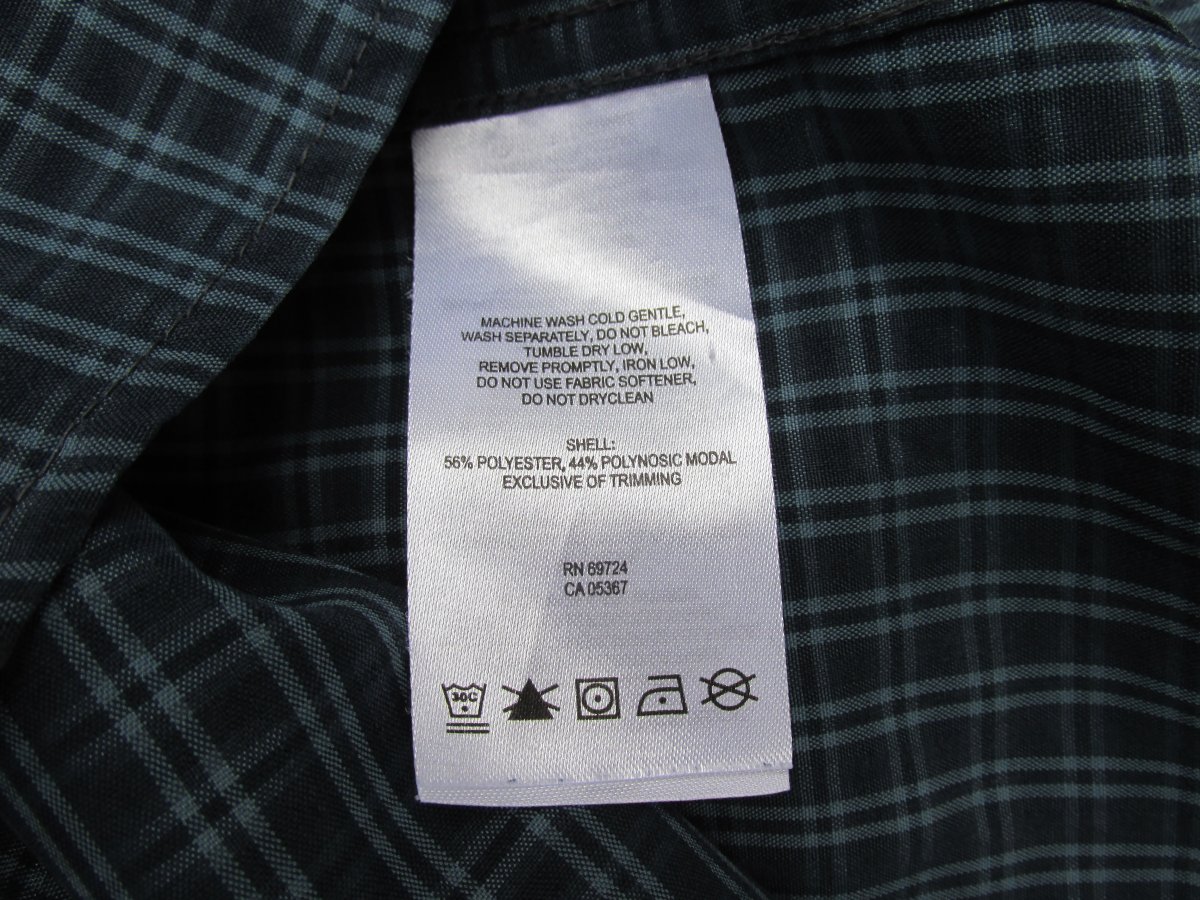 MACHINE WASH COLD GENTLE,
WASH SEPARATELY, DO NOT BLEACH,
TUMBLE DRY LOW,
REMOVE PROMPTLY, IRON LOW,
DO NOT USE FABRIC SOFTENER,
DO NOT DRYCLEAN
SHELL:
56% POLYESTER, 44% POLYNOSIC MODAL
EXCLUSIVE OF TRIMMING
RN 69724
CA 05367
30C